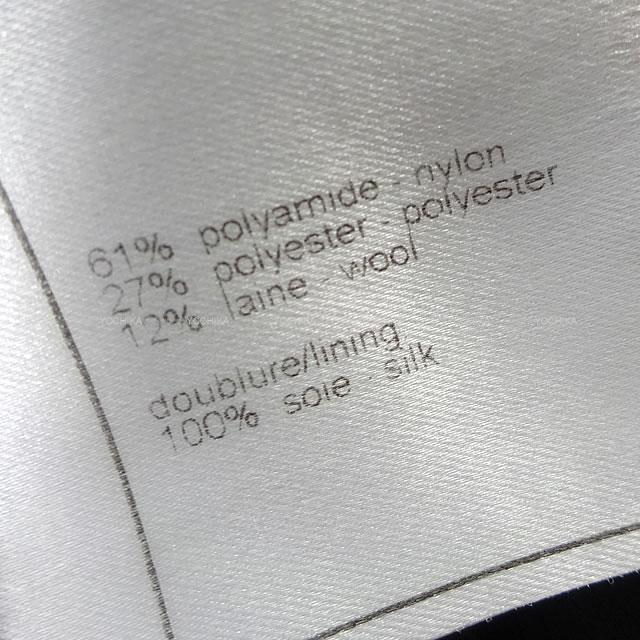 61% polyamide - nylon
27% polyester - polyester
12% laine - wool
doublure/lining
100% soie - silk